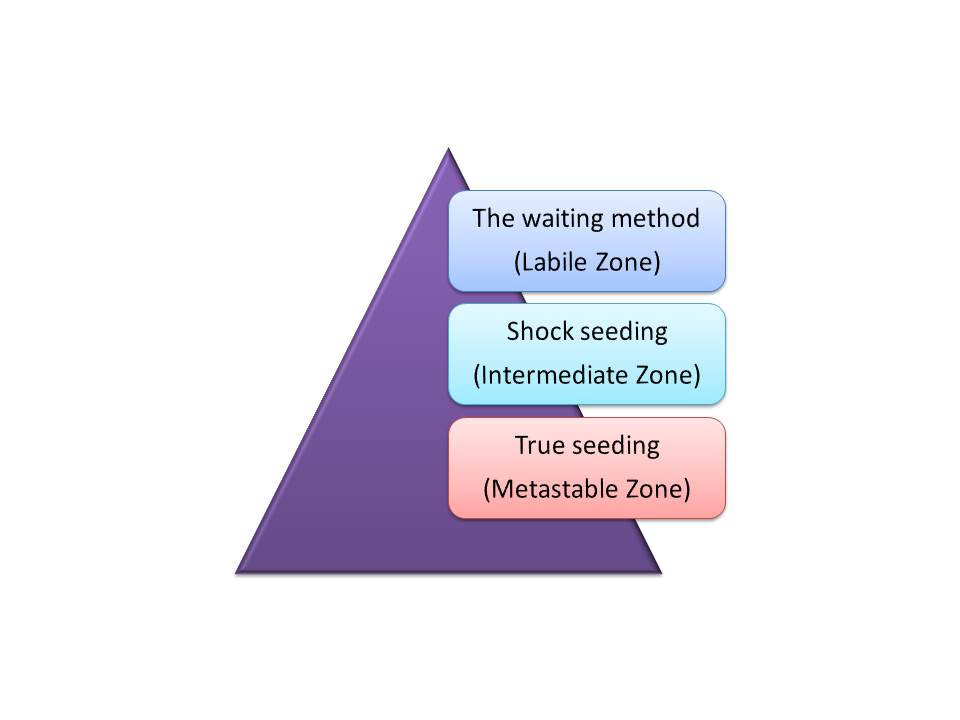 The waiting method
(Labile Zone)
Shock seeding
(Intermediate Zone)
True seeding
(Metastable Zone)